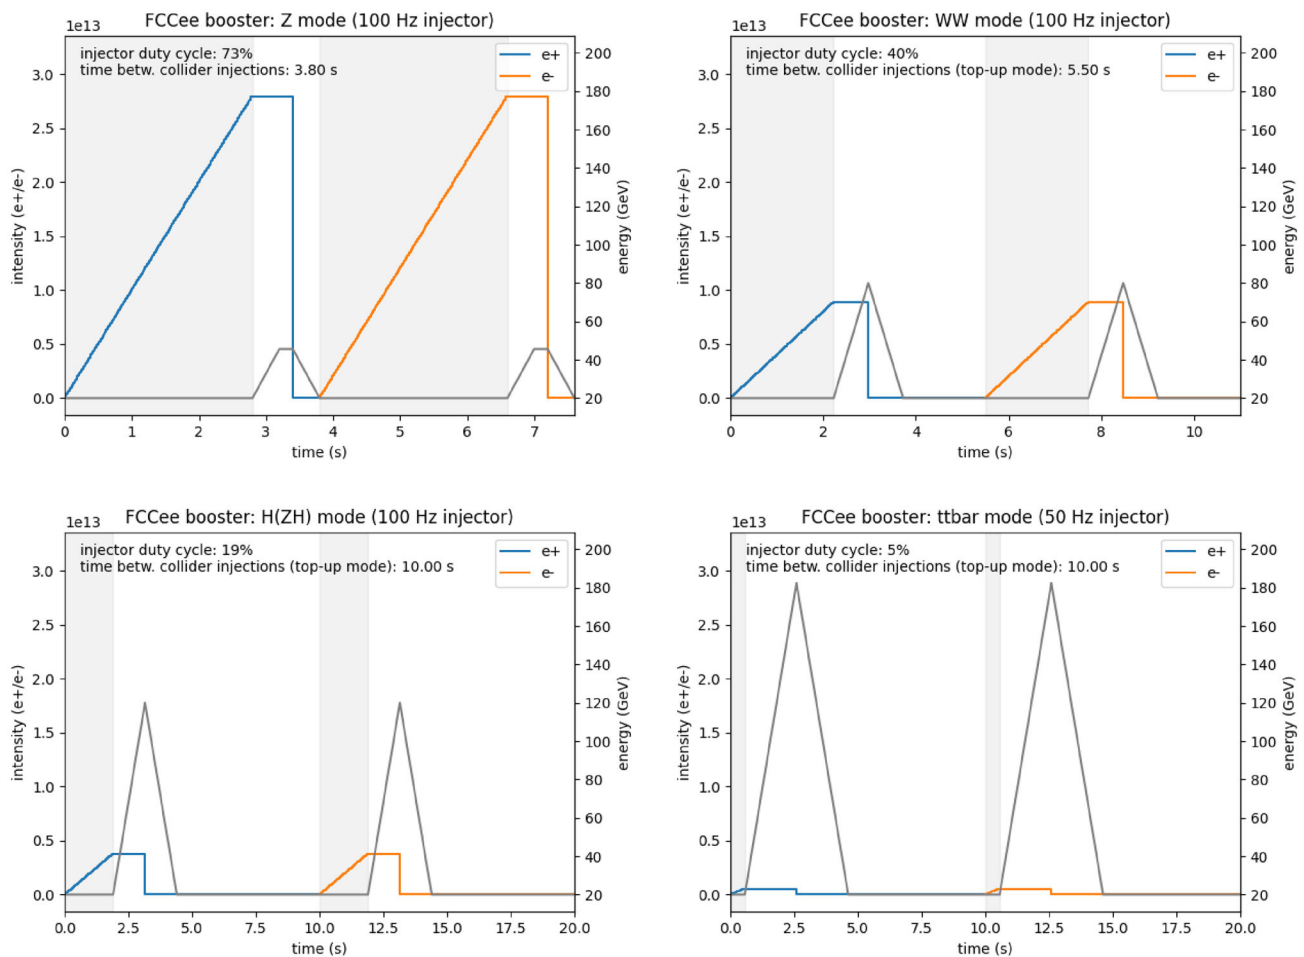 FCCee booster: Z mode (100 Hz injector)
1e13
injector duty cycle: 73%
time betw. collider injections: 3.80 s
e+
e-
3.0
2.5
2.0
1.5
1.0
0.5
0.0
intensity (e+/e-)
200
180
160
140
120
100
80
60
40
20
energy (GeV)
0
1
2
3
4
5
6
7
time (s)
FCCee booster: WW mode (100 Hz injector)
1e13
injector duty cycle: 40%
time betw. collider injections (top-up mode): 5.50 s
e+
e-
3.0
2.5
2.0
1.5
1.0
0.5
0.0
intensity (e+/e-)
200
180
160
140
120
100
80
60
40
20
energy (GeV)
0
2
4
6
8
10
time (s)
FCCee booster: H(ZH) mode (100 Hz injector)
1e13
injector duty cycle: 19%
time betw. collider injections (top-up mode): 10.00 s
e+
e-
3.0
2.5
2.0
1.5
1.0
0.5
0.0
intensity (e+/e-)
200
180
160
140
120
100
80
60
40
20
energy (GeV)
0.0
2.5
5.0
7.5
10.0
12.5
15.0
17.5
20.0
time (s)
FCCee booster: ttbar mode (50 Hz injector)
1e13
injector duty cycle: 5%
time betw. collider injections (top-up mode): 10.00 s
e+
e-
3.0
2.5
2.0
1.5
1.0
0.5
0.0
intensity (e+/e-)
200
180
160
140
120
100
80
60
40
20
energy (GeV)
0.0
2.5
5.0
7.5
10.0
12.5
15.0
17.5
20.0
time (s)